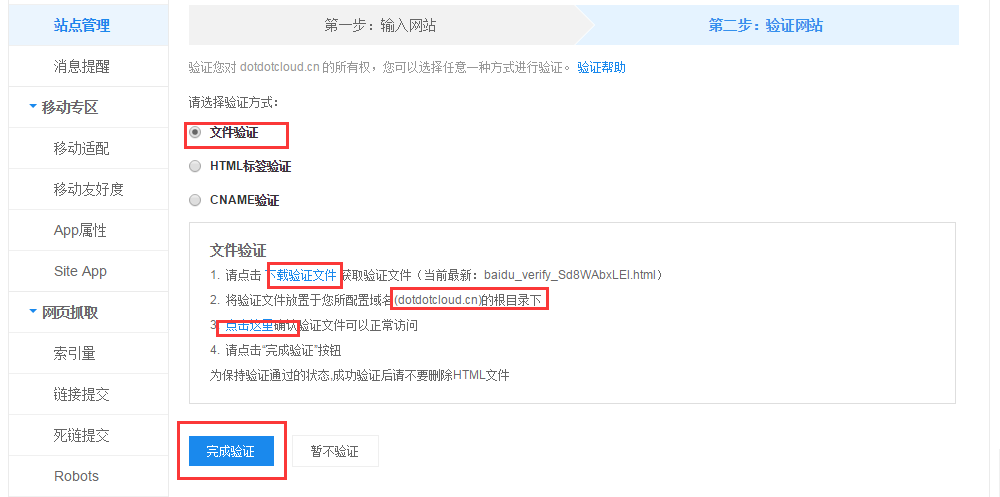 站点管理
消息提醒
移动专区
移动适配
移动友好度
App属性
Site App
网页抓取
索引量
链接提交
死链提交
Robots
第一步：输入网站
第二步：验证网站
验证您对 dotdotcloud.cn 的所有权，您可以选择任意一种方式进行验证。 验证帮助
请选择验证方式：
文件验证
HTML标签验证
CNAME验证
文件验证
1. 请点击 下载验证文件 获取验证文件（当前最新：baidu_verify_Sd8WAbxLEI.html）
2. 将验证文件放置于您所配置域名(dotdotcloud.cn)的根目录下
3. 点击这里确认验证文件可以正常访问
4. 请点击“完成验证”按钮
为保持验证通过的状态,成功验证后请不要删除HTML文件
完成验证
暂不验证